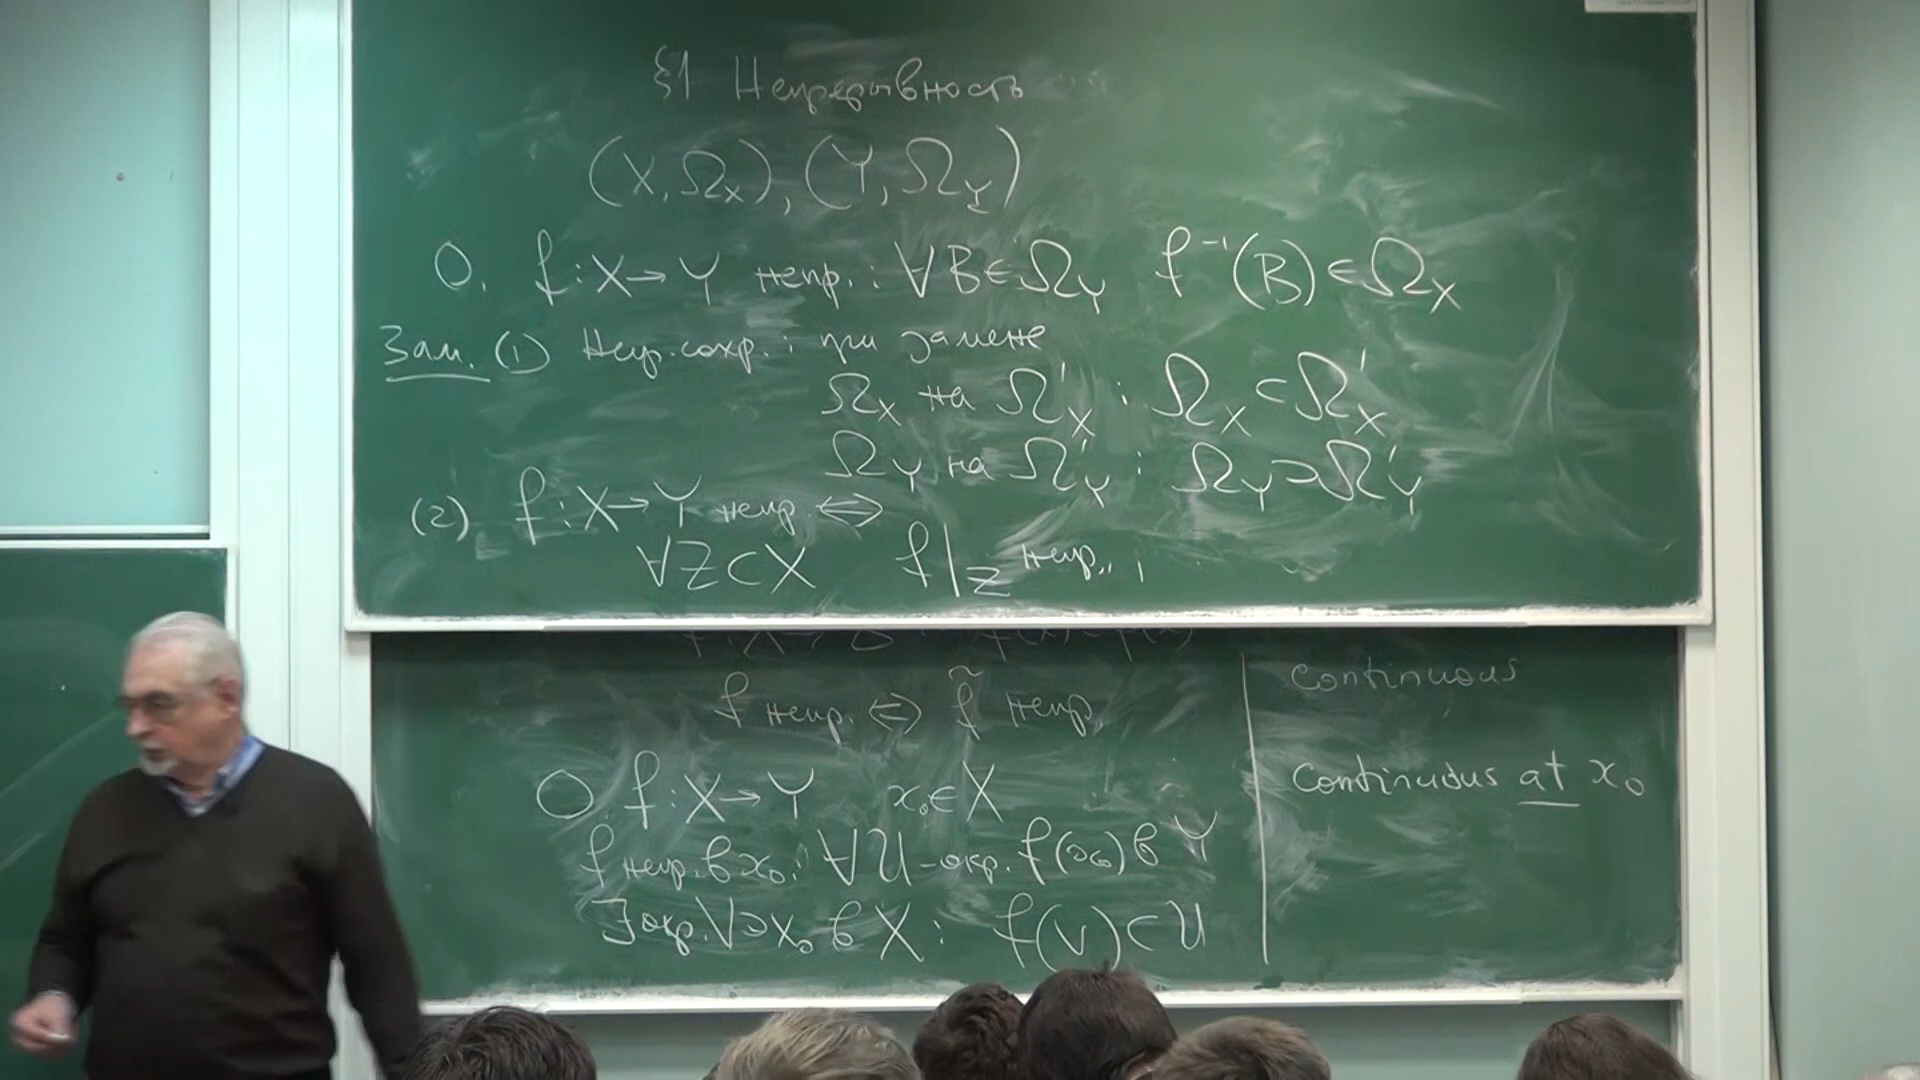 §1 Непрерывность
(X, Ω_X), (Y, Ω_Y)
О. f : X → Y непр. : ∀B ∈ Ω_Y f⁻¹(B) ∈ Ω_X
Зам. (1) Непр. сохр. : при замене
Ω_X на Ω'_X : Ω_X ⊂ Ω'_X
Ω_Y на Ω'_Y : Ω_Y ⊃ Ω'_Y
(2) f : X → Y непр. ⇔
∀Z ⊂ X f|_Z непр. ;
f непр. ⇔ f̃ непр.
О. f : X → Y x₀ ∈ X
f непр. в x₀ : ∀U - окр. f(x₀) в Y
∃ окр. V ∋ x₀ в X : f(V) ⊂ U
continuous
continuous at x₀